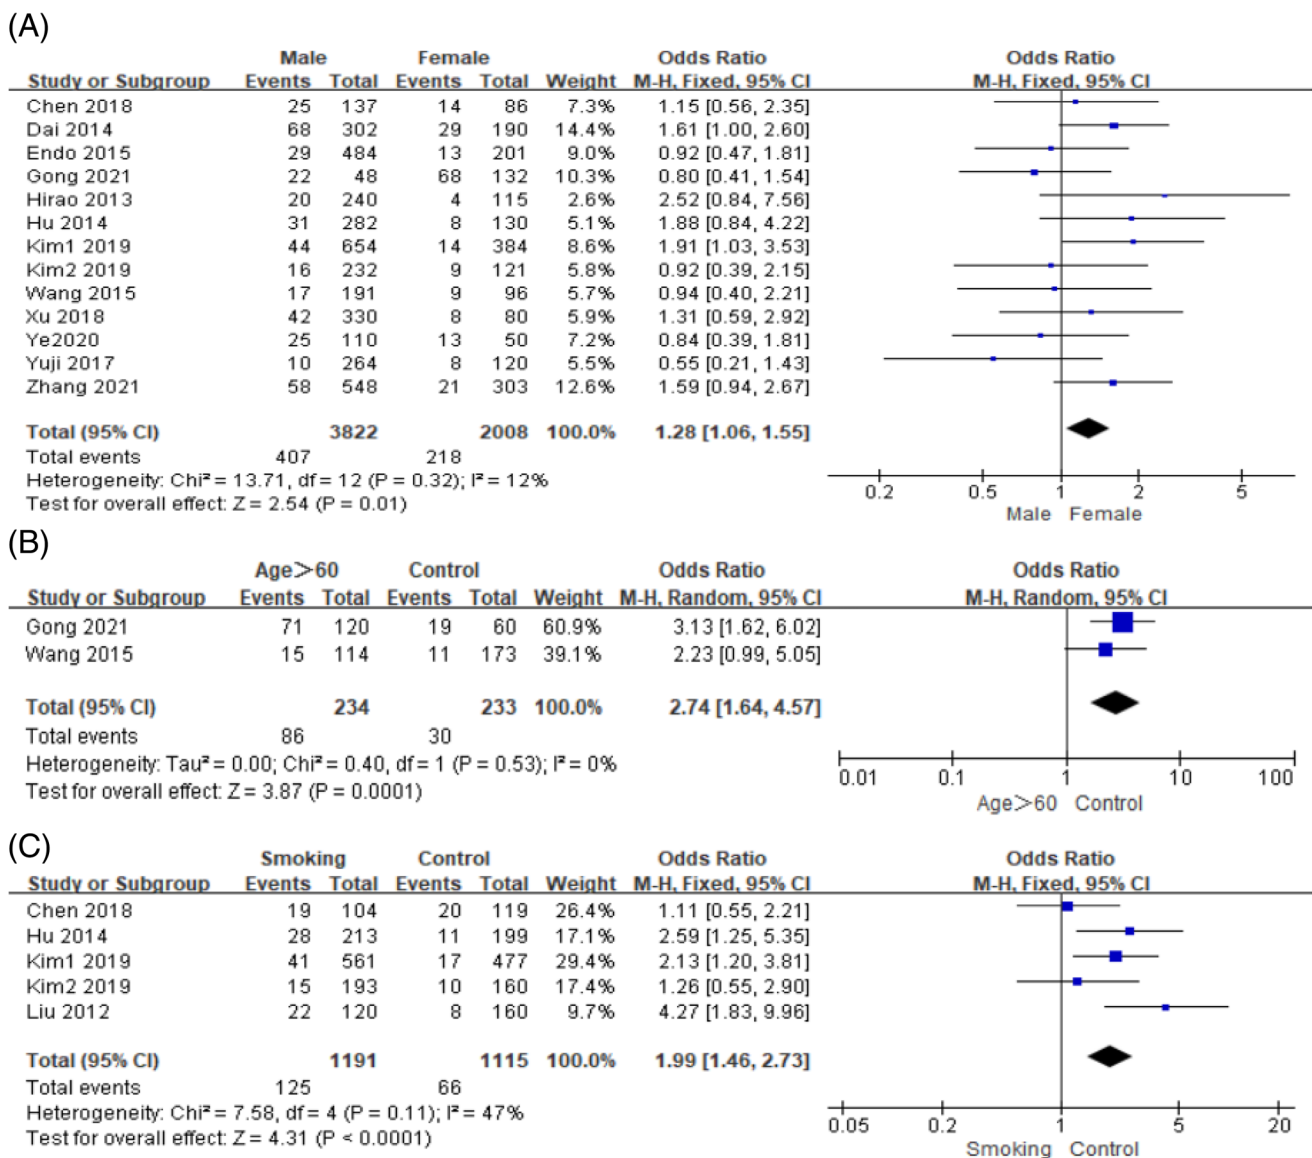 (A)
Male Female Odds Ratio Odds Ratio
Study or Subgroup Events Total Events Total Weight M-H, Fixed, 95% CI M-H, Fixed, 95% CI
Chen 2018 25 137 14 86 7.3% 1.15 [0.56, 2.35]
Dai 2014 68 302 29 190 14.4% 1.61 [1.00, 2.60]
Endo 2015 29 484 13 201 9.0% 0.92 [0.47, 1.81]
Gong 2021 22 48 68 132 10.3% 0.80 [0.41, 1.54]
Hirao 2013 20 240 4 115 2.6% 2.52 [0.84, 7.56]
Hu 2014 31 282 8 130 5.1% 1.88 [0.84, 4.22]
Kim1 2019 44 654 14 384 8.6% 1.91 [1.03, 3.53]
Kim2 2019 16 232 9 121 5.8% 0.92 [0.39, 2.15]
Wang 2015 17 191 9 96 5.7% 0.94 [0.40, 2.21]
Xu 2018 42 330 8 80 5.9% 1.31 [0.59, 2.92]
Ye2020 25 110 13 50 7.2% 0.84 [0.39, 1.81]
Yuji 2017 10 264 8 120 5.5% 0.55 [0.21, 1.43]
Zhang 2021 58 548 21 303 12.6% 1.59 [0.94, 2.67]
Total (95% CI) 3822 2008 100.0% 1.28 [1.06, 1.55]
Total events 407 218
Heterogeneity: Chi² = 13.71, df = 12 (P = 0.32); I² = 12%
Test for overall effect: Z = 2.54 (P = 0.01)
0.2 0.5 1 2 5
Male Female
(B)
Age＞60 Control Odds Ratio Odds Ratio
Study or Subgroup Events Total Events Total Weight M-H, Random, 95% CI M-H, Random, 95% CI
Gong 2021 71 120 19 60 60.9% 3.13 [1.62, 6.02]
Wang 2015 15 114 11 173 39.1% 2.23 [0.99, 5.05]
Total (95% CI) 234 233 100.0% 2.74 [1.64, 4.57]
Total events 86 30
Heterogeneity: Tau² = 0.00; Chi² = 0.40, df = 1 (P = 0.53); I² = 0%
Test for overall effect: Z = 3.87 (P = 0.0001)
0.01 0.1 1 10 100
Age＞60 Control
(C)
Smoking Control Odds Ratio Odds Ratio
Study or Subgroup Events Total Events Total Weight M-H, Fixed, 95% CI M-H, Fixed, 95% CI
Chen 2018 19 104 20 119 26.4% 1.11 [0.55, 2.21]
Hu 2014 28 213 11 199 17.1% 2.59 [1.25, 5.35]
Kim1 2019 41 561 17 477 29.4% 2.13 [1.20, 3.81]
Kim2 2019 15 193 10 160 17.4% 1.26 [0.55, 2.90]
Liu 2012 22 120 8 160 9.7% 4.27 [1.83, 9.96]
Total (95% CI) 1191 1115 100.0% 1.99 [1.46, 2.73]
Total events 125 66
Heterogeneity: Chi² = 7.58, df = 4 (P = 0.11); I² = 47%
Test for overall effect: Z = 4.31 (P < 0.0001)
0.05 0.2 1 5 20
Smoking Control